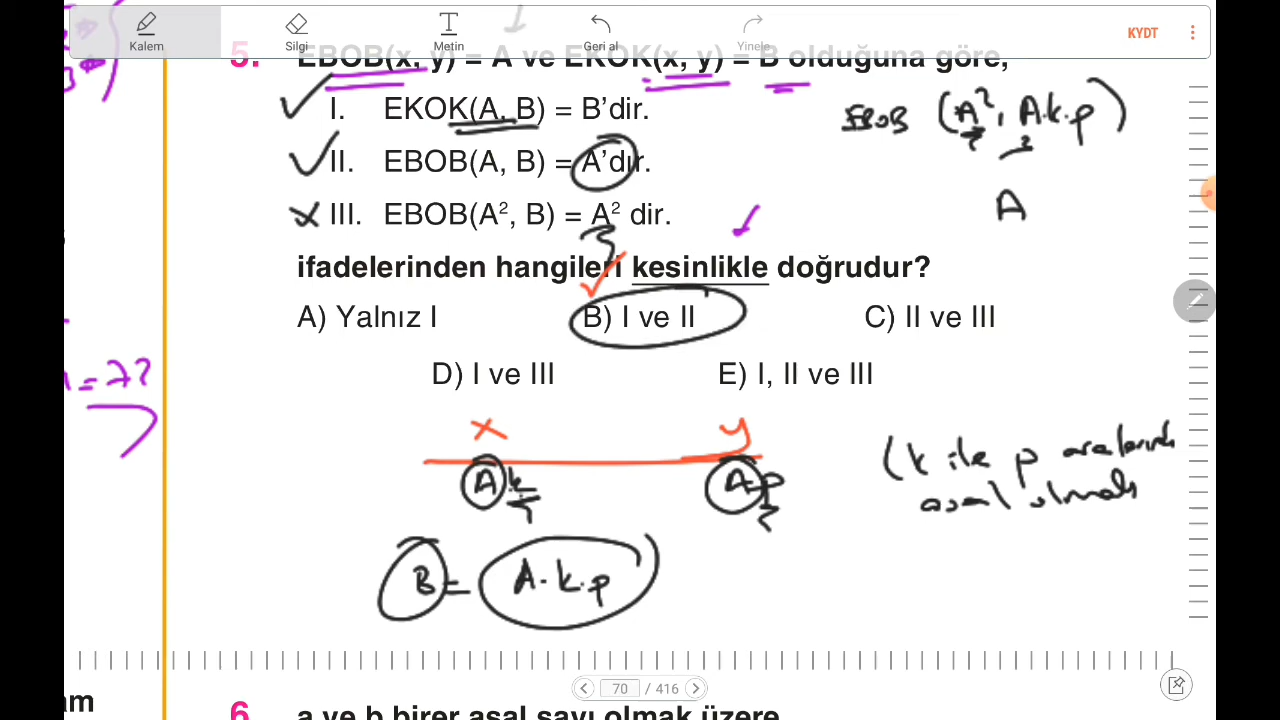 Kalem Silgi Metin Geri al Yinele KYDT
5. EBOB(x, y) = A ve EKOK(x, y) = B olduğuna göre,
I. EKOK(A, B) = B'dir.
EBOB (A², A.k.p)
II. EBOB(A, B) = A'dır.
A
III. EBOB(A², B) = A² dir.
ifadelerinden hangileri kesinlikle doğrudur?
A) Yalnız I B) I ve II C) II ve III
D) I ve III E) I, II ve III
= 72
x y
A k A p
(k ile p aralarında
asal olmalı
B = A.k.p
70 / 416
am
6. a ve b birer asal sayı olmak üzere